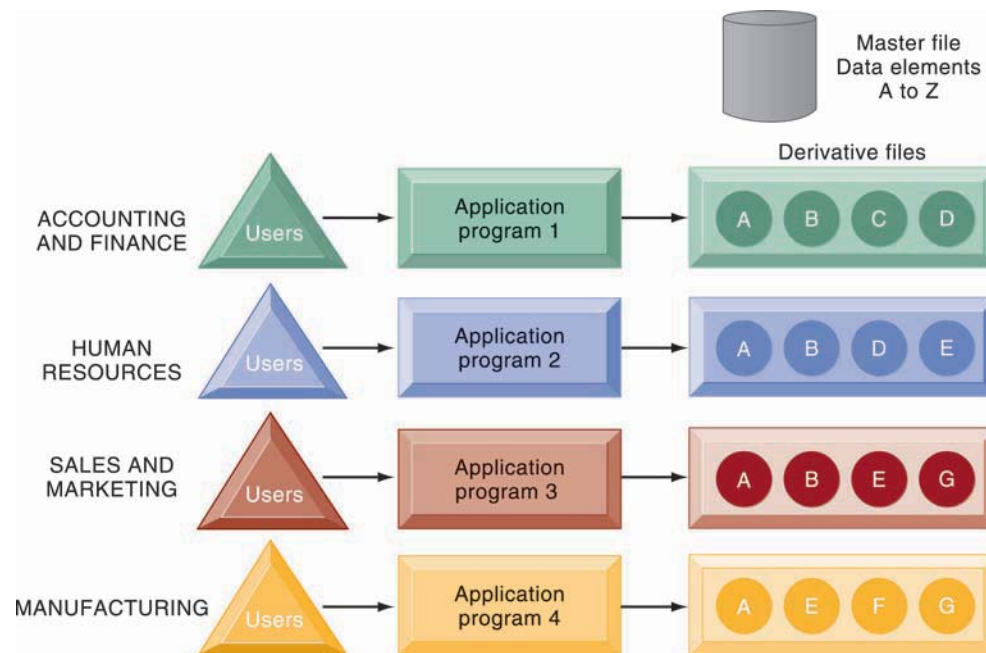 Master file
Data elements
A to Z
Derivative files
ACCOUNTING
AND FINANCE
Users
Application
program 1
A B C D
HUMAN
RESOURCES
Users
Application
program 2
A B D E
SALES AND
MARKETING
Users
Application
program 3
A B E G
MANUFACTURING
Users
Application
program 4
A E F G